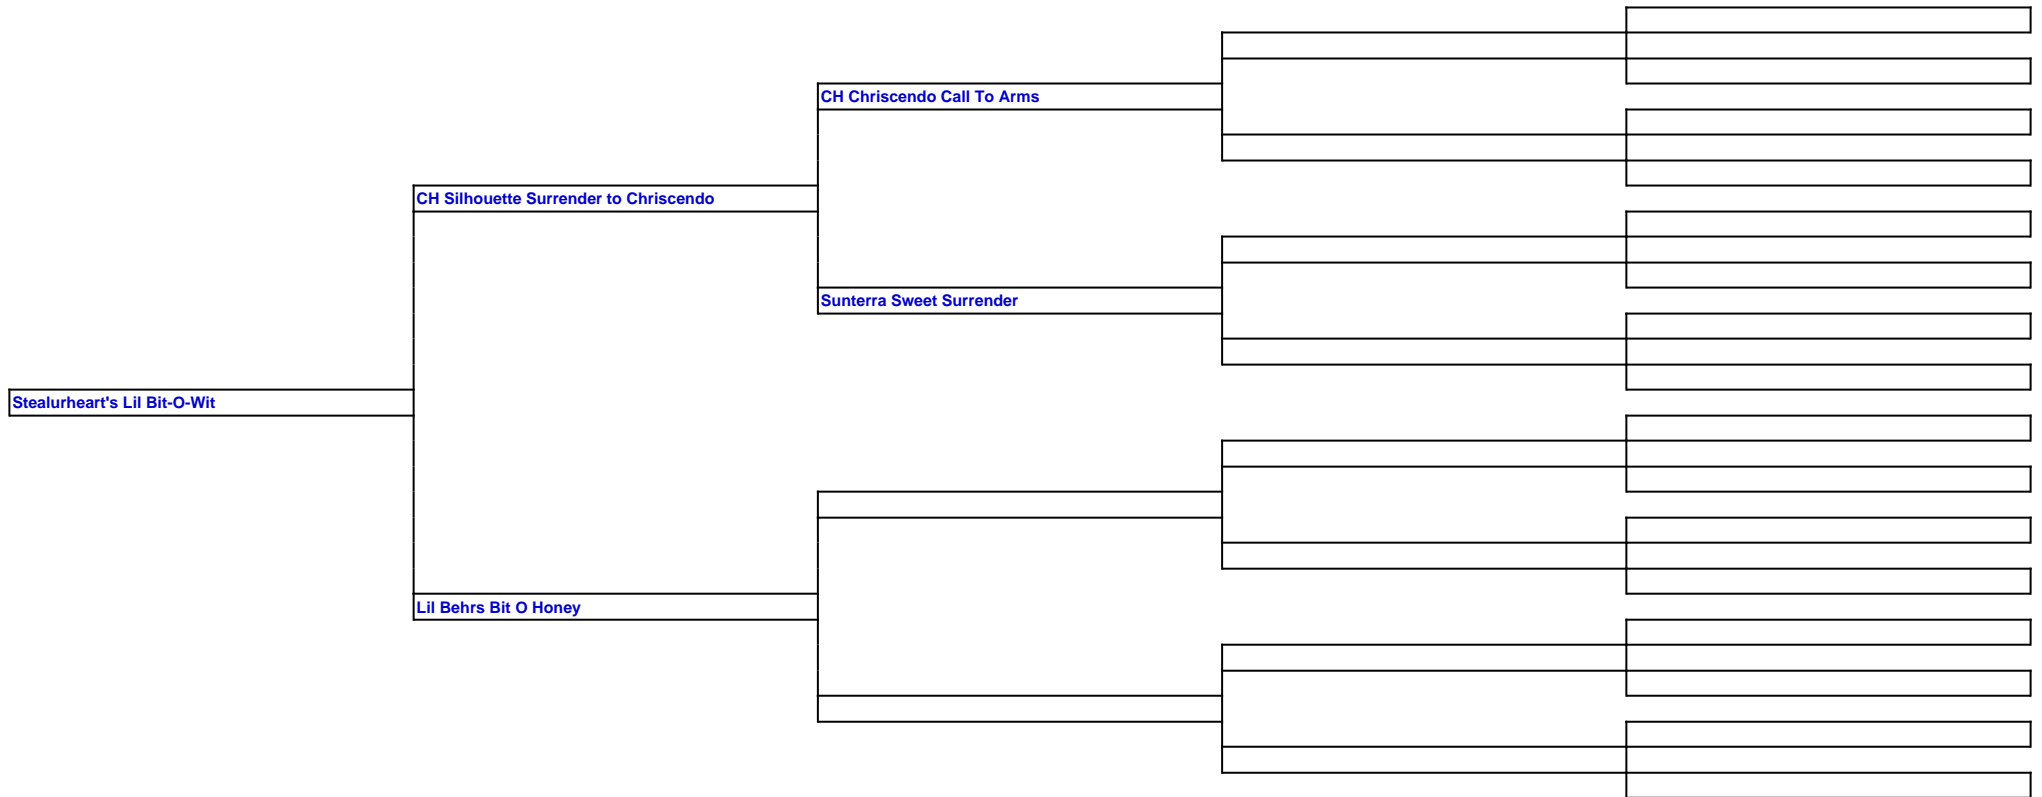 CH Chriscendo Call To Arms
CH Silhouette Surrender to Chriscendo
Sunterra Sweet Surrender
Stealurheart's Lil Bit-O-Wit
Lil Behrs Bit O Honey